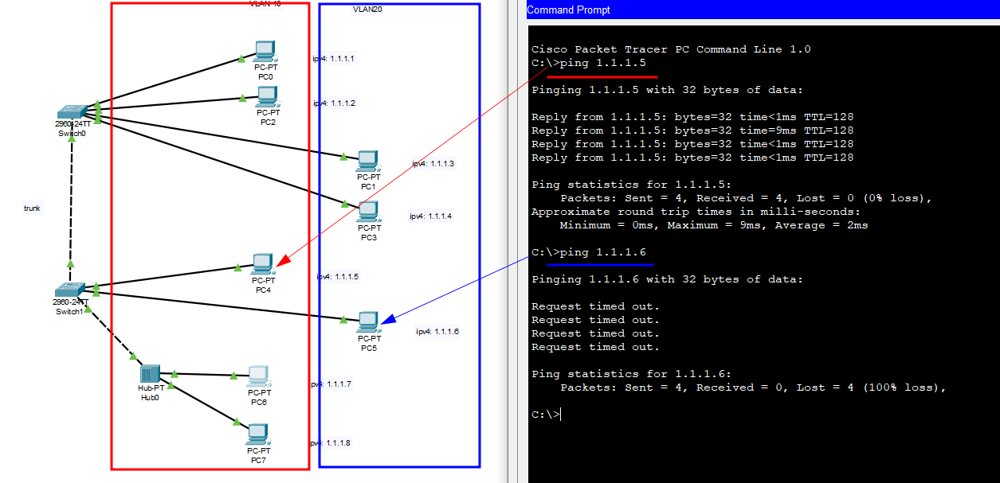 VLAN 10
VLAN20
PC-PT
PC0
ipv4: 1.1.1.1
PC-PT
PC2
ipv4: 1.1.1.2
2960-24TT
Switch0
PC-PT
PC1
ipv4: 1.1.1.3
PC-PT
PC3
ipv4: 1.1.1.4
trunk
PC-PT
PC4
ipv4: 1.1.1.5
2960-24TT
Switch1
PC-PT
PC5
ipv4: 1.1.1.6
Hub-PT
Hub0
PC-PT
PC6
ipv4: 1.1.1.7
PC-PT
PC7
ipv4: 1.1.1.8
Command Prompt
Cisco Packet Tracer PC Command Line 1.0
C:\>ping 1.1.1.5
Pinging 1.1.1.5 with 32 bytes of data:
Reply from 1.1.1.5: bytes=32 time<1ms TTL=128
Reply from 1.1.1.5: bytes=32 time=9ms TTL=128
Reply from 1.1.1.5: bytes=32 time<1ms TTL=128
Reply from 1.1.1.5: bytes=32 time<1ms TTL=128
Ping statistics for 1.1.1.5:
Packets: Sent = 4, Received = 4, Lost = 0 (0% loss),
Approximate round trip times in milli-seconds:
Minimum = 0ms, Maximum = 9ms, Average = 2ms
C:\>ping 1.1.1.6
Pinging 1.1.1.6 with 32 bytes of data:
Request timed out.
Request timed out.
Request timed out.
Request timed out.
Ping statistics for 1.1.1.6:
Packets: Sent = 4, Received = 0, Lost = 4 (100% loss),
C:\>